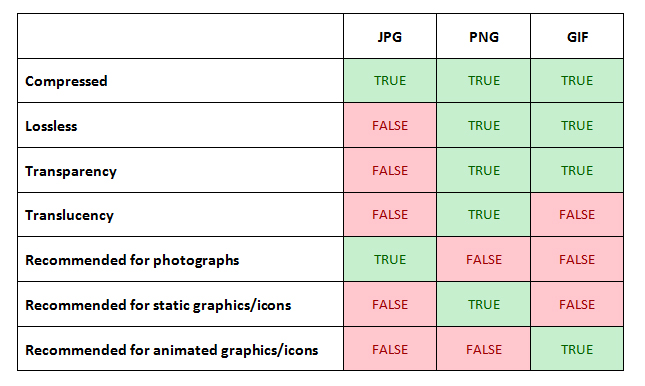 JPG PNG GIF
Compressed TRUE TRUE TRUE
Lossless FALSE TRUE TRUE
Transparency FALSE TRUE TRUE
Translucency FALSE TRUE FALSE
Recommended for photographs TRUE FALSE FALSE
Recommended for static graphics/icons FALSE TRUE FALSE
Recommended for animated graphics/icons FALSE FALSE TRUE